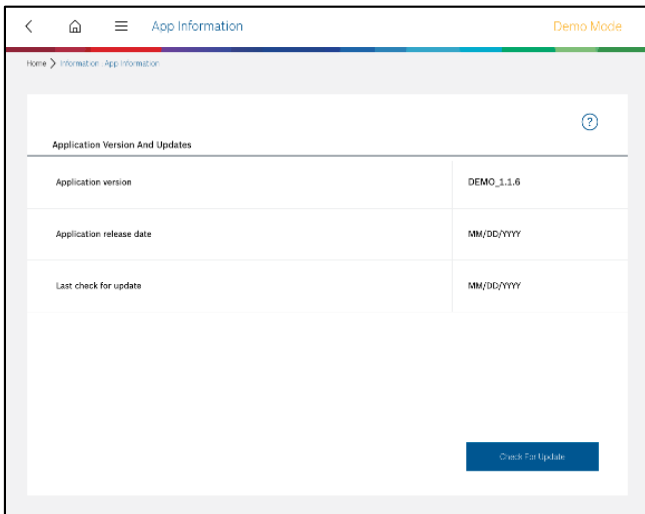 App Information Demo Mode
Home > Information App Information
?
Application Version And Updates
Application version DEMO_1.1.6
Application release date MM/DD/YYYY
Last check for update MM/DD/YYYY
Check For Update